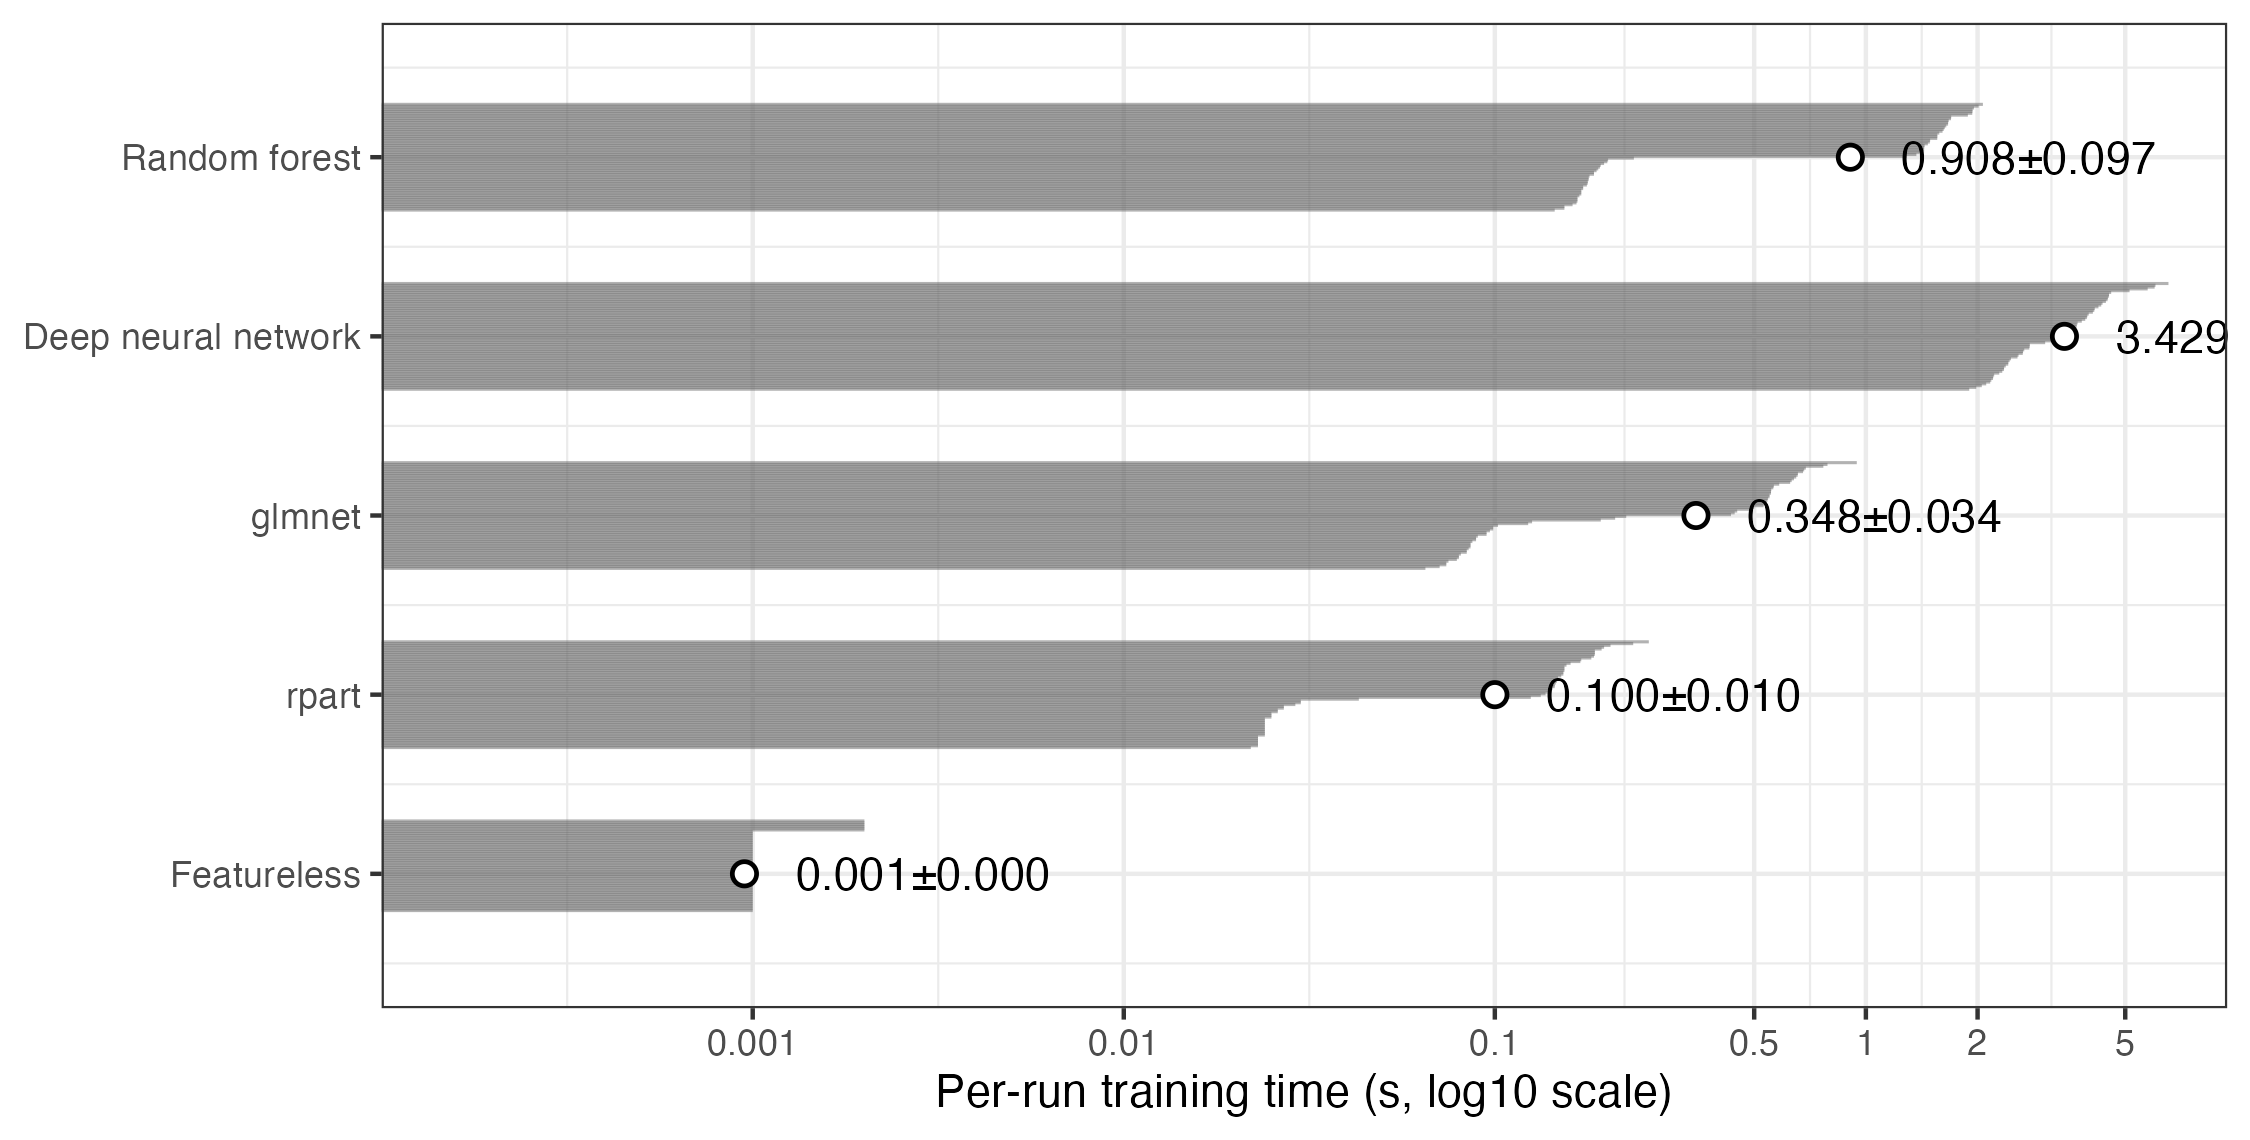 Random forest
0.908±0.097
Deep neural network
3.429
glmnet
0.348±0.034
rpart
0.100±0.010
Featureless
0.001±0.000
0.001 0.01 0.1 0.5 1 2 5
Per-run training time (s, log10 scale)